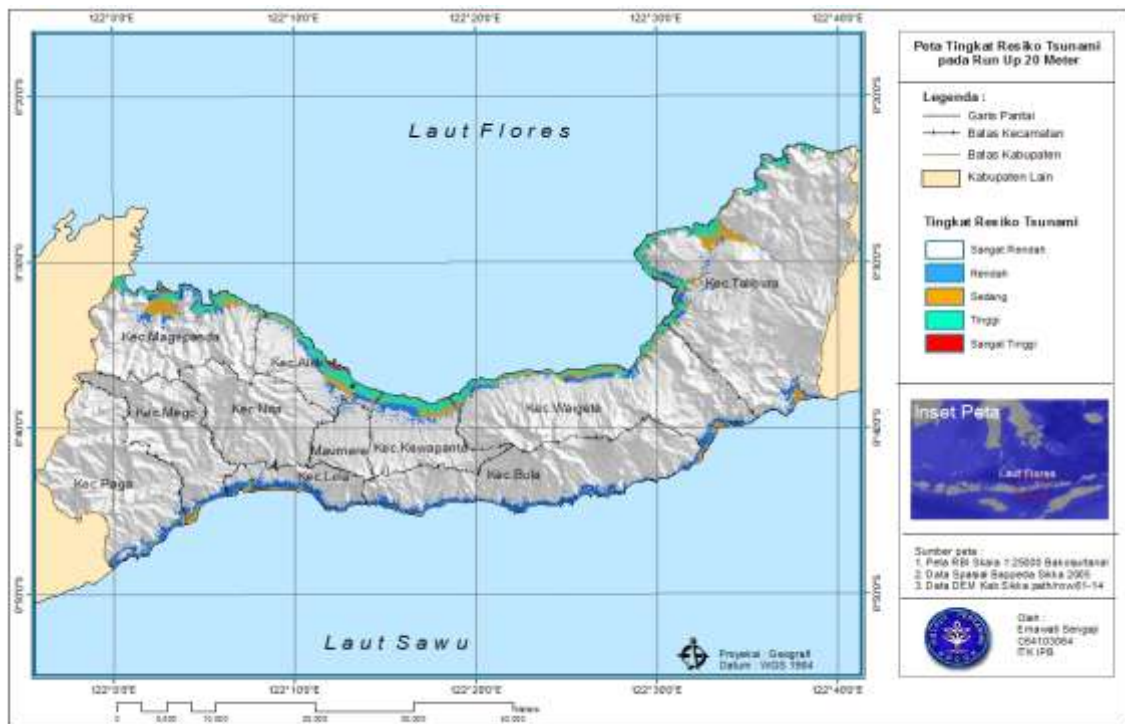 122°0'0"E 122°10'0"E 122°20'0"E 122°30'0"E 122°40'0"E
Laut Flores
Kec.Talibura
Kec.Magepanda
Kec.Mego
Kec.Nita
Kec.Waigete
Maumere
Kec.Kewapante
Kec.Paga
Kec.Lela
Kec.Bola
Laut Sawu
Proyeksi : Geografi
Datum : WGS 1984
122°0'0"E 122°10'0"E 122°20'0"E 122°30'0"E 122°40'0"E
Meters
Peta Tingkat Resiko Tsunami
pada Run Up 20 Meter
Legenda :
Garis Pantai
Batas Kecamatan
Batas Kabupaten
Kabupaten Lain
Tingkat Resiko Tsunami
Sangat Rendah
Rendah
Sedang
Tinggi
Sangat Tinggi
Inset Peta
Laut Flores
Sumber peta :
1. Peta RBI Skala 1:25000 Bakosurtanal
2. Data Spasial Bappeda Sikka 2005
3. Data DEM Kab.Sikka path/row
Oleh :
Ernawati Sengaji
C64103064
ITK IPB